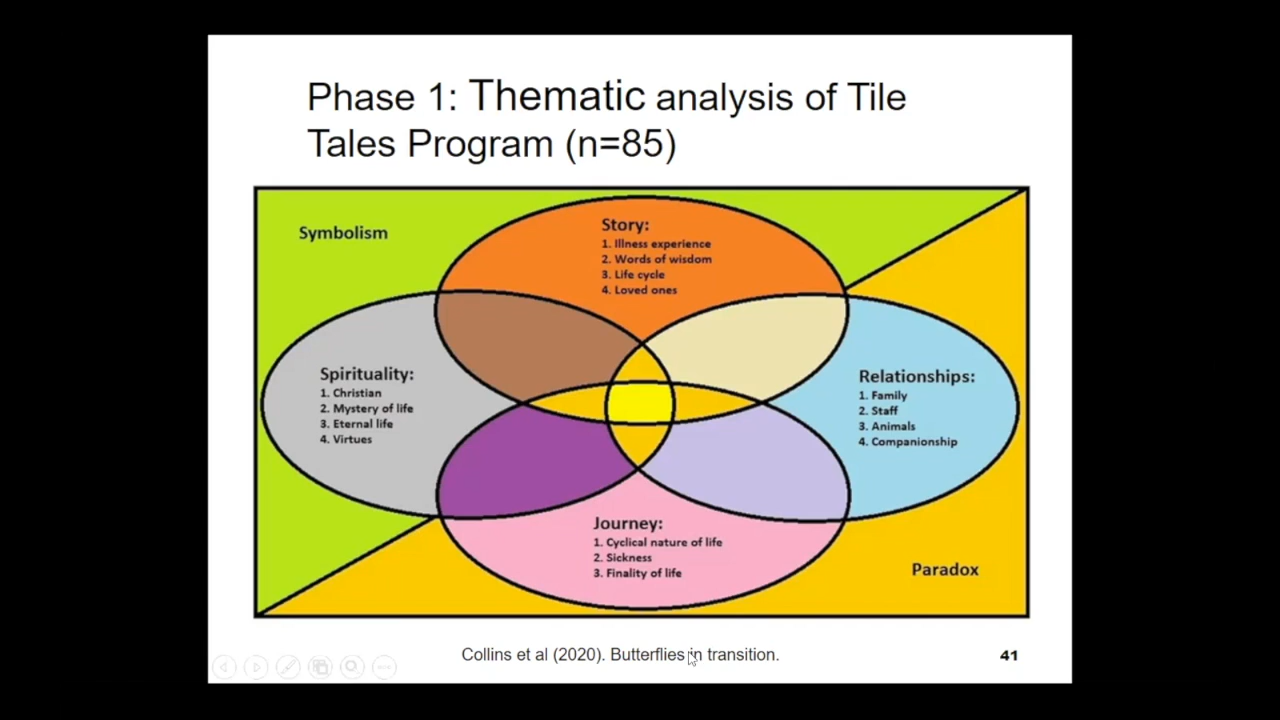 Phase 1: Thematic analysis of Tile
Tales Program (n=85)
Symbolism
Story:
1. Illness experience
2. Words of wisdom
3. Life cycle
4. Loved ones
Spirituality:
1. Christian
2. Mystery of life
3. Eternal life
4. Virtues
Relationships:
1. Family
2. Staff
3. Animals
4. Companionship
Journey:
1. Cyclical nature of life
2. Sickness
3. Finality of life
Paradox
Collins et al (2020). Butterflies in transition.
41